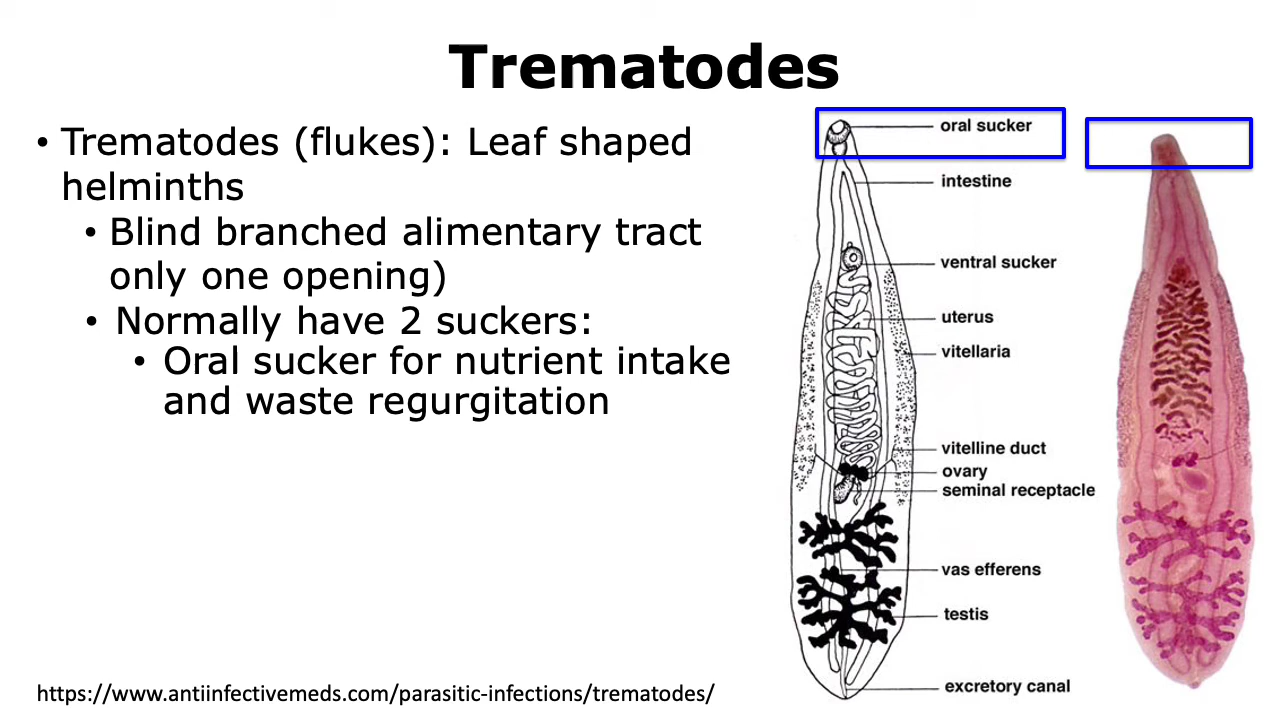 Trematodes
• Trematodes (flukes): Leaf shaped
helminths
• Blind branched alimentary tract
only one opening)
• Normally have 2 suckers:
• Oral sucker for nutrient intake
and waste regurgitation
oral sucker
intestine
ventral sucker
uterus
vitellaria
vitelline duct
ovary
seminal receptacle
vas efferens
testis
excretory canal
https://www.antiinfectivemeds.com/parasitic-infections/trematodes/